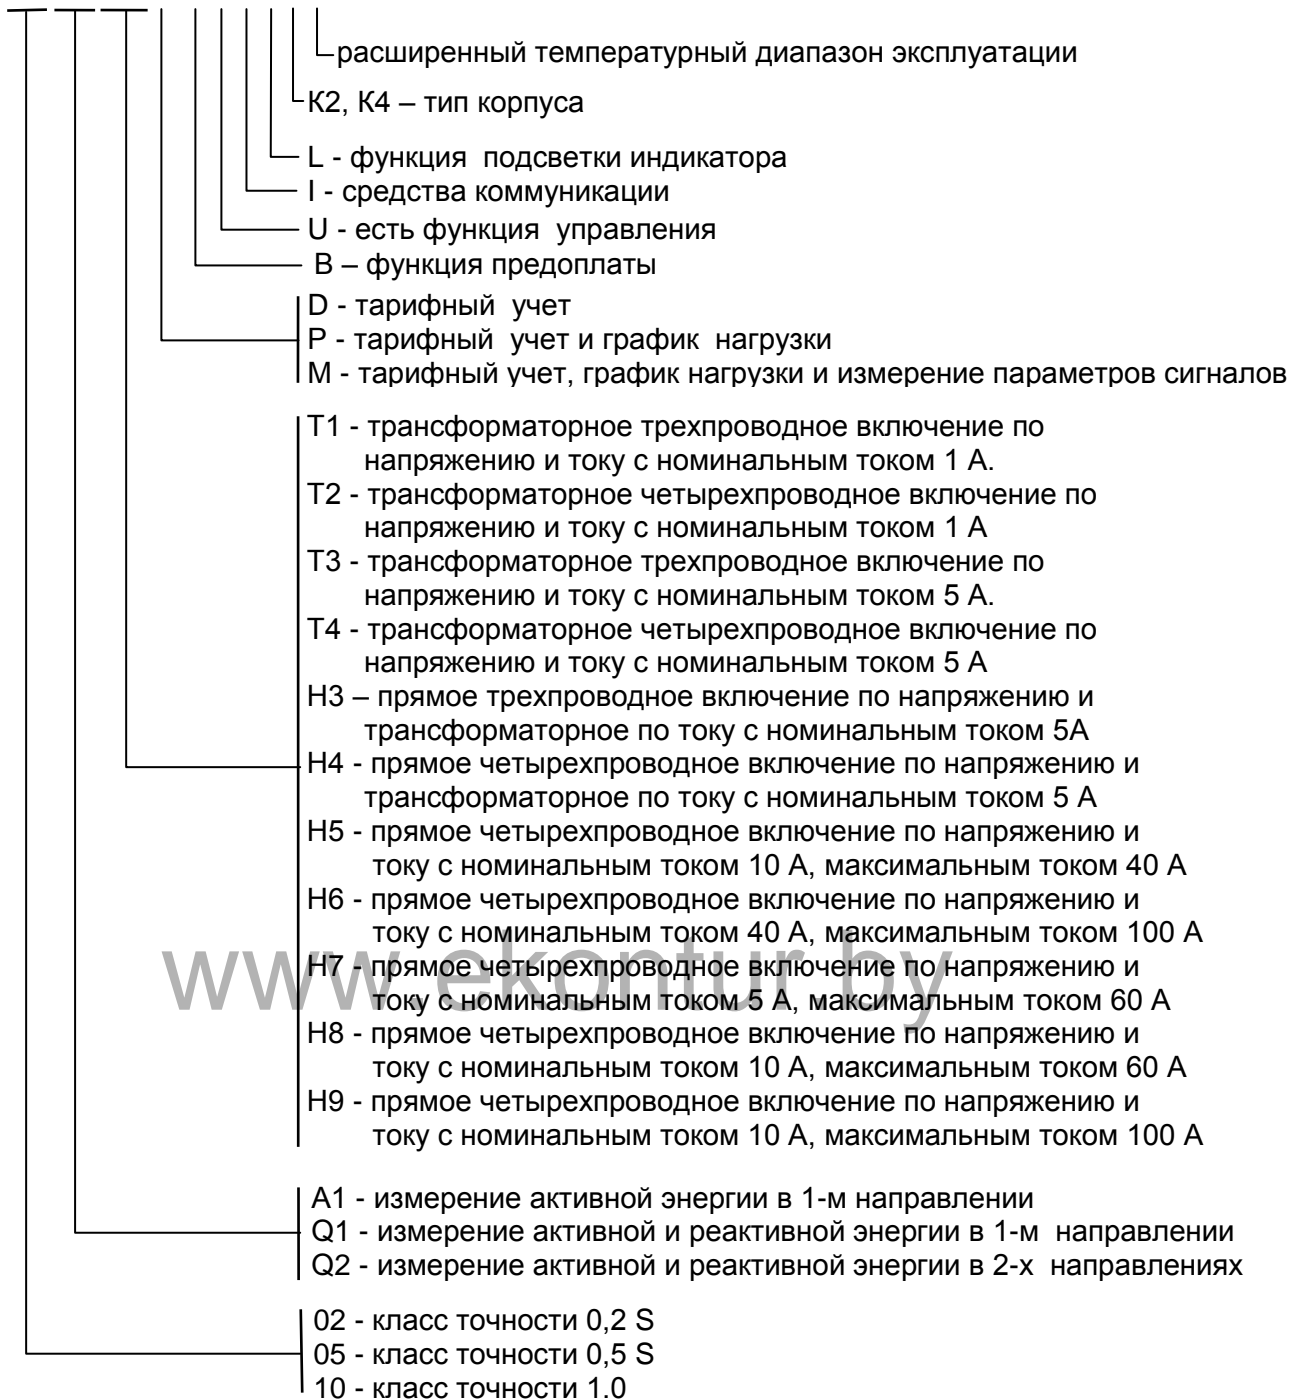 расширенный температурный диапазон эксплуатации
К2, К4 – тип корпуса
L - функция подсветки индикатора
I - средства коммуникации
U - есть функция управления
B – функция предоплаты
D - тарифный учет
P - тарифный учет и график нагрузки
M - тарифный учет, график нагрузки и измерение параметров сигналов
Т1 - трансформаторное трехпроводное включение по
напряжению и току с номинальным током 1 А.
Т2 - трансформаторное четырехпроводное включение по
напряжению и току с номинальным током 1 А
Т3 - трансформаторное трехпроводное включение по
напряжению и току с номинальным током 5 А.
Т4 - трансформаторное четырехпроводное включение по
напряжению и току с номинальным током 5 А
Н3 – прямое трехпроводное включение по напряжению и
трансформаторное по току с номинальным током 5А
Н4 - прямое четырехпроводное включение по напряжению и
трансформаторное по току с номинальным током 5 А
Н5 - прямое четырехпроводное включение по напряжению и
току с номинальным током 10 А, максимальным током 40 А
Н6 - прямое четырехпроводное включение по напряжению и
току с номинальным током 40 А, максимальным током 100 А
www.ekontur.by
Н7 - прямое четырехпроводное включение по напряжению и
току с номинальным током 5 А, максимальным током 60 А
Н8 - прямое четырехпроводное включение по напряжению и
току с номинальным током 10 А, максимальным током 60 А
Н9 - прямое четырехпроводное включение по напряжению и
току с номинальным током 10 А, максимальным током 100 А
А1 - измерение активной энергии в 1-м направлении
Q1 - измерение активной и реактивной энергии в 1-м направлении
Q2 - измерение активной и реактивной энергии в 2-х направлениях
02 - класс точности 0,2 S
05 - класс точности 0,5 S
10 - класс точности 1.0